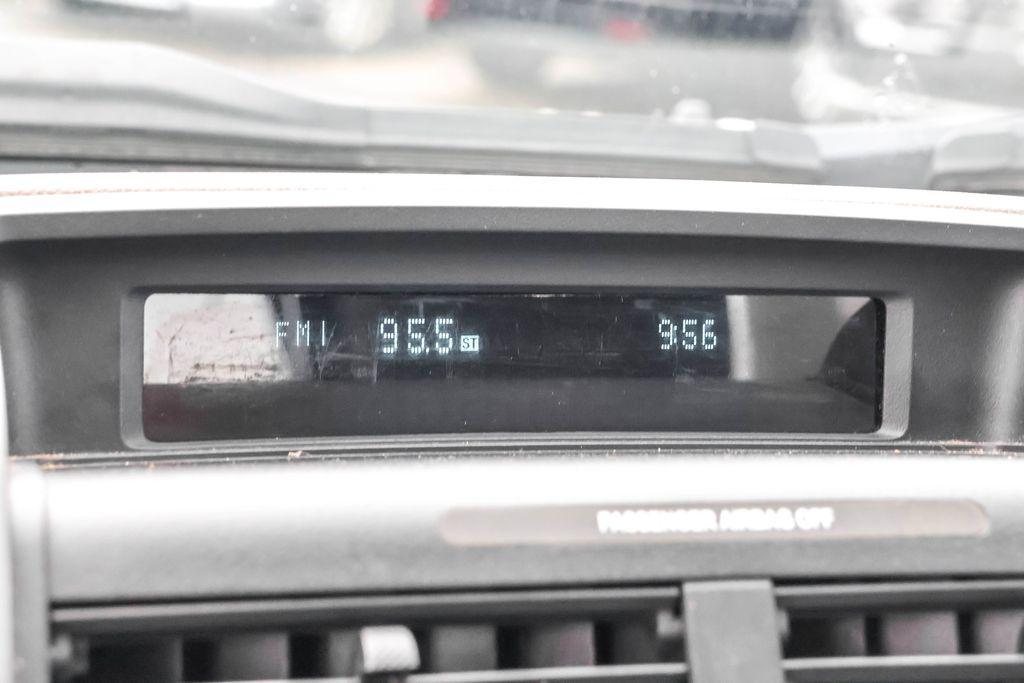 FM1 95.5 ST 9:56
PASSENGER AIRBAG OFF